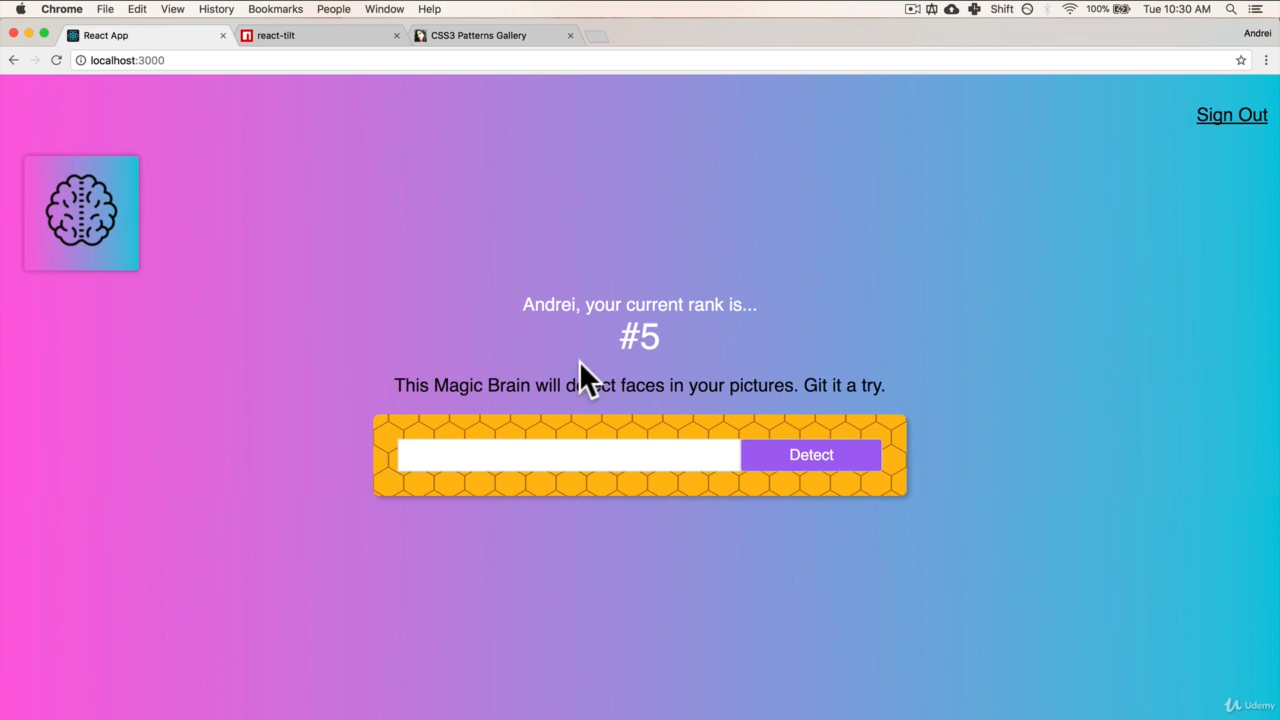 Chrome File Edit View History Bookmarks People Window Help Shift 100% Tue 10:30 AM
React App react-tilt CSS3 Patterns Gallery Andrei
localhost:3000
Sign Out
Andrei, your current rank is...
#5
This Magic Brain will detect faces in your pictures. Git it a try.
Detect
Udemy